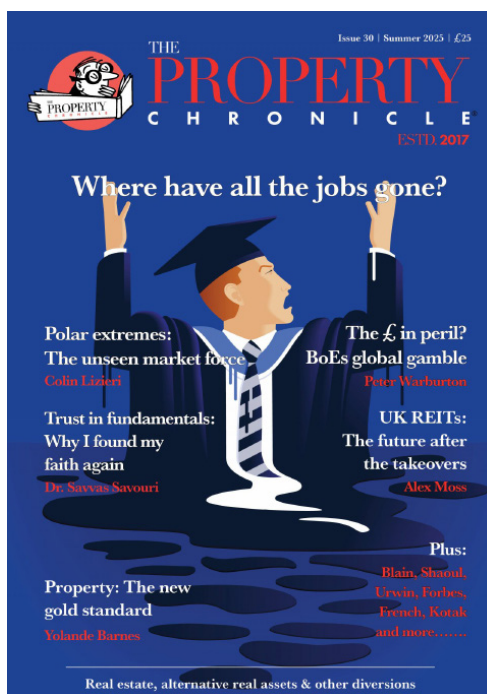 Issue 30 | Summer 2025 | £25
THE
PROPERTY
CHRONICLE
ESTD. 2017
THE
PROPERTY
CHRONICLE
Where have all the jobs gone?
Polar extremes:
The unseen market force
Colin Lizieri
The £ in peril?
BoEs global gamble
Peter Warburton
Trust in fundamentals:
Why I found my
faith again
Dr. Savvas Savouri
UK REITs:
The future after
the takeovers
Alex Moss
Property: The new
gold standard
Yolande Barnes
Plus:
Blain, Shaoul,
Urwin, Forbes,
French, Kotak
and more.......
Real estate, alternative real assets & other diversions